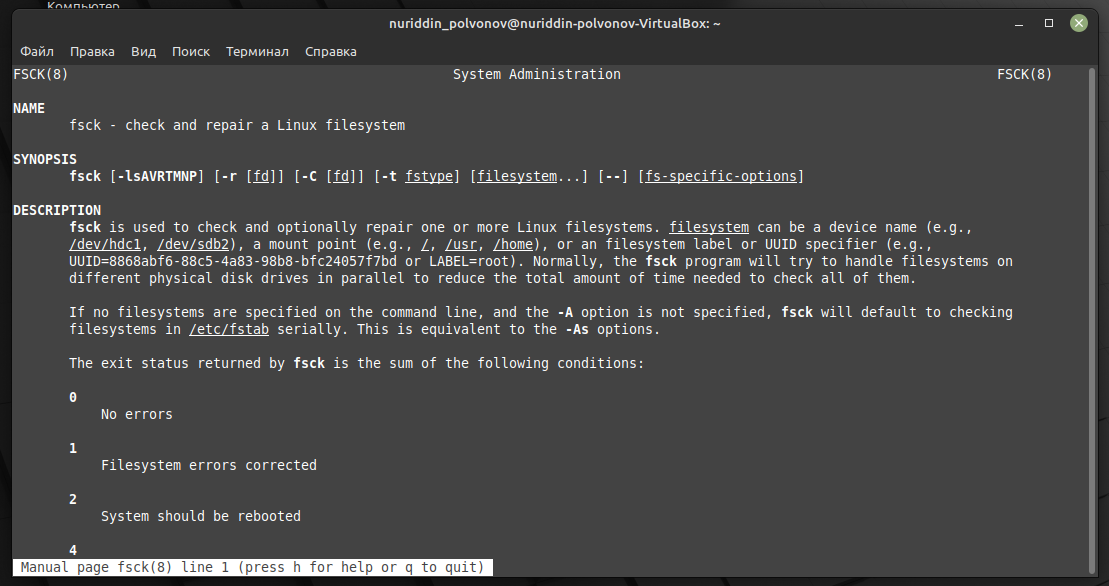 Компьютер
nuriddin_polvonov@nuriddin-polvonov-VirtualBox: ~
Файл Правка Вид Поиск Терминал Справка
FSCK(8) System Administration FSCK(8)
NAME
fsck - check and repair a Linux filesystem
SYNOPSIS
fsck [-lsAVRTMNP] [-r [fd]] [-C [fd]] [-t fstype] [filesystem...] [--] [fs-specific-options]
DESCRIPTION
fsck is used to check and optionally repair one or more Linux filesystems. filesystem can be a device name (e.g.,
/dev/hdc1, /dev/sdb2), a mount point (e.g., /, /usr, /home), or an filesystem label or UUID specifier (e.g.,
UUID=8868abf6-88c5-4a83-98b8-bfc24057f7bd or LABEL=root). Normally, the fsck program will try to handle filesystems on
different physical disk drives in parallel to reduce the total amount of time needed to check all of them.
If no filesystems are specified on the command line, and the -A option is not specified, fsck will default to checking
filesystems in /etc/fstab serially. This is equivalent to the -As options.
The exit status returned by fsck is the sum of the following conditions:
0
No errors
1
Filesystem errors corrected
2
System should be rebooted
4
Manual page fsck(8) line 1 (press h for help or q to quit)